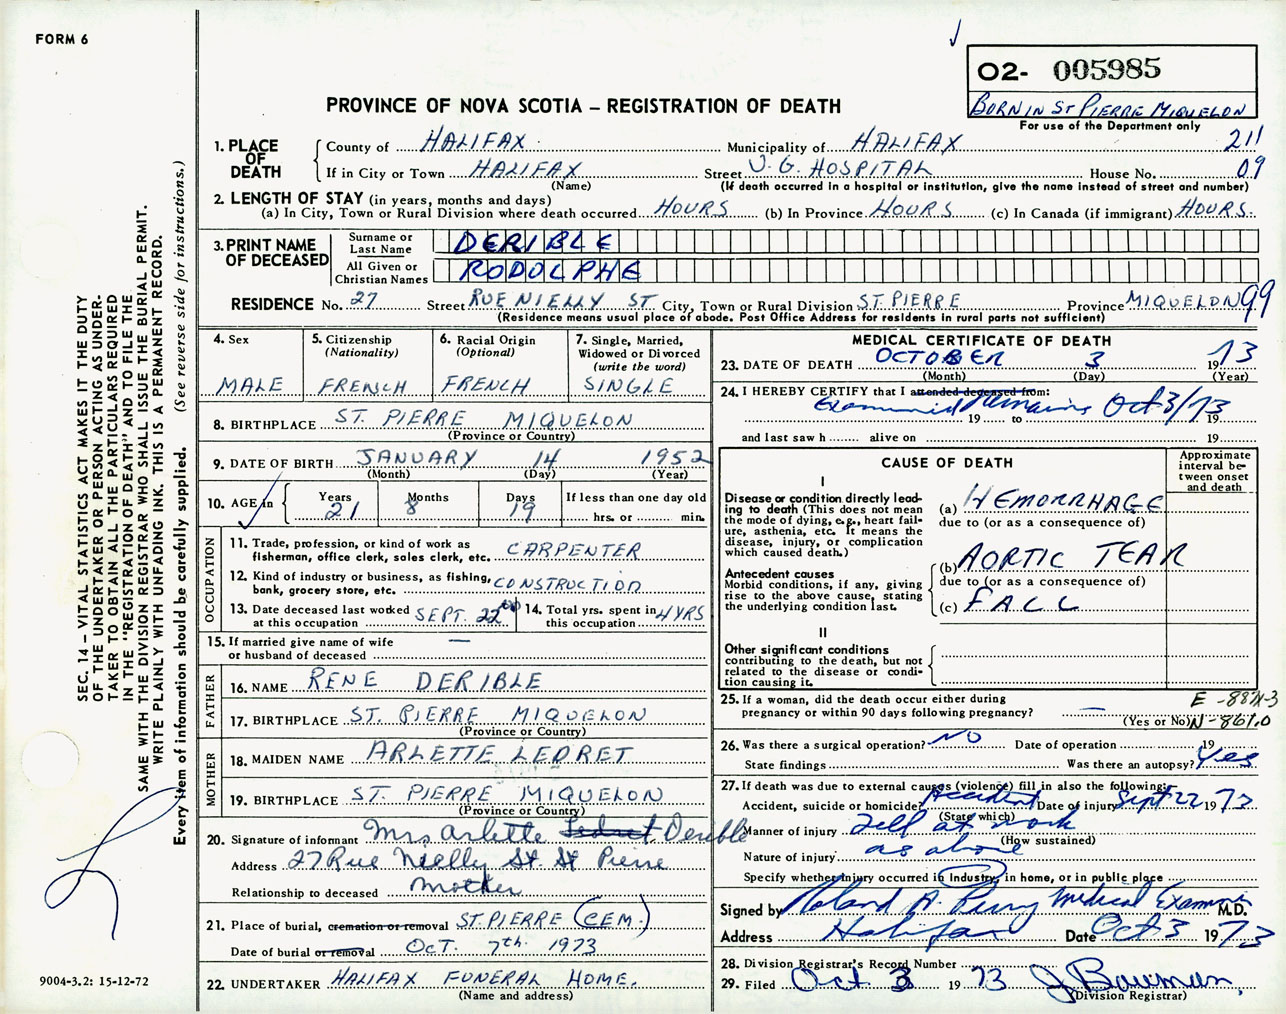 FORM 6
O2- 005985
BORN IN ST PIERRE MIQUELON
For use of the Department only
PROVINCE OF NOVA SCOTIA – REGISTRATION OF DEATH
SEC. 14 – VITAL STATISTICS ACT MAKES IT THE DUTY
OF THE UNDERTAKER OR PERSON ACTING AS UNDER-
TAKER TO OBTAIN ALL THE PARTICULARS REQUIRED
IN THE "REGISTRATION OF DEATH" AND TO FILE THE
SAME WITH THE DIVISION REGISTRAR WHO SHALL ISSUE THE BURIAL PERMIT.
WRITE PLAINLY WITH UNFADING INK. THIS IS A PERMANENT RECORD.
Every item of information should be carefully supplied. (See reverse side for instructions.)
1. PLACE OF DEATH
County of HALIFAX Municipality of HALIFAX 211
If in City or Town HALIFAX Street V. G. HOSPITAL House No. 09
(Name) (If death occurred in a hospital or institution, give the name instead of street and number)
2. LENGTH OF STAY (in years, months and days)
(a) In City, Town or Rural Division where death occurred HOURS (b) In Province HOURS (c) In Canada (if immigrant) HOURS.
3. PRINT NAME OF DECEASED
Surname or Last Name DERIBLE
All Given or Christian Names RODOLPHE
RESIDENCE No. 27 Street RUE NIELLY ST City, Town or Rural Division ST. PIERRE Province MIQUELON 99
(Residence means usual place of abode. Post Office Address for residents in rural parts not sufficient)
4. Sex
MALE
5. Citizenship
(Nationality)
FRENCH
6. Racial Origin
(Optional)
FRENCH
7. Single, Married,
Widowed or Divorced
(write the word)
SINGLE
8. BIRTHPLACE ST. PIERRE MIQUELON
(Province or Country)
9. DATE OF BIRTH JANUARY 14 1952
(Month) (Day) (Year)
10. AGE in Years 21 Months 8 Days 19
If less than one day old
hrs. or min.
OCCUPATION
11. Trade, profession, or kind of work as
fisherman, office clerk, sales clerk, etc. CARPENTER
12. Kind of industry or business, as fishing,
bank, grocery store, etc. CONSTRUCTION
13. Date deceased last worked
at this occupation SEPT. 22
14. Total yrs. spent in
this occupation 4 YRS
15. If married give name of wife
or husband of deceased —
FATHER
16. NAME RENE DERIBLE
17. BIRTHPLACE ST. PIERRE MIQUELON
(Province or Country)
MOTHER
18. MAIDEN NAME ARLETTE LEDRET
19. BIRTHPLACE ST. PIERRE MIQUELON
(Province or Country)
20. Signature of informant Mrs Arlette Ledret Derible
Address 27 Rue Nielly St. St Pierre
Relationship to deceased Mother
21. Place of burial, cremation or removal ST. PIERRE (CEM.)
Date of burial or removal OCT. 7th 1973
22. UNDERTAKER HALIFAX FUNERAL HOME.
(Name and address)
MEDICAL CERTIFICATE OF DEATH
23. DATE OF DEATH OCTOBER 3 1973
(Month) (Day) (Year)
24. I HEREBY CERTIFY that I attended deceased from:
Examined Remains Oct 3/73
19 to 19
and last saw h alive on 19
CAUSE OF DEATH
Approximate interval between onset and death
I
Disease or condition directly lead-
ing to death (This does not mean
the mode of dying, e.g., heart fail-
ure, asthenia, etc. It means the
disease, injury, or complication
which caused death.)
(a) HEMORRHAGE
due to (or as a consequence of)
Antecedent causes
Morbid conditions, if any, giving
rise to the above cause, stating
the underlying condition last.
(b) AORTIC TEAR
due to (or as a consequence of)
(c) FALL
II
Other significant conditions
contributing to the death, but not
related to the disease or condi-
tion causing it.
25. If a woman, did the death occur either during
pregnancy or within 90 days following pregnancy? —
(Yes or No)
26. Was there a surgical operation? NO Date of operation 19
State findings Was there an autopsy? Yes
27. If death was due to external causes (violence) fill in also the following:
Accident, suicide or homicide? Accident Date of injury Sept 22 1973
(State which)
Manner of injury Fell at work
(How sustained)
Nature of injury as above
Specify whether injury occurred in Industry, in home, or in public place
Signed by Roland A. Perry Medical Examiner M.D.
Address Halifax Date Oct 3 1973
28. Division Registrar's Record Number
29. Filed Oct 3 1973 J Bowman
(Division Registrar)
9004-3.2: 15-12-72